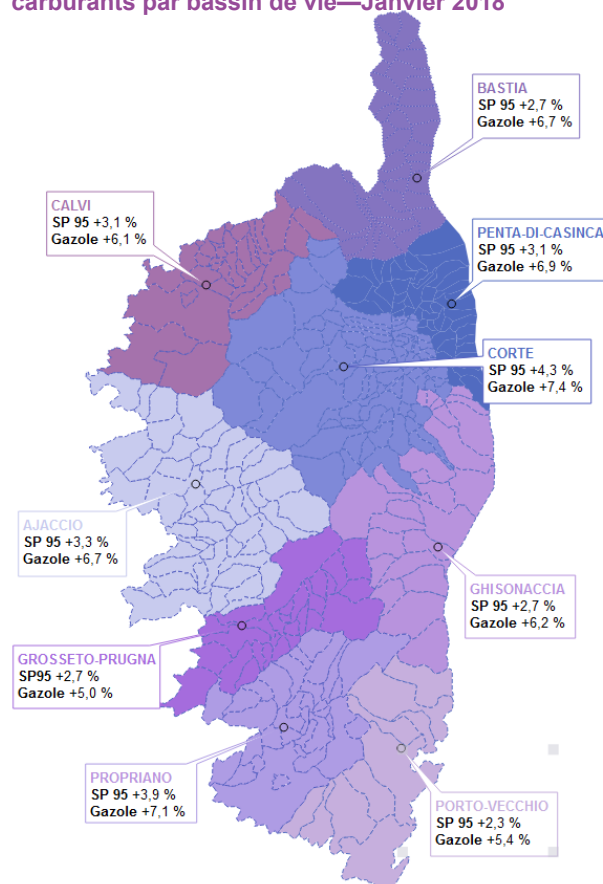 carburants par bassin de vie—Janvier 2018
BASTIA
SP 95 +2,7 %
Gazole +6,7 %
CALVI
SP 95 +3,1 %
Gazole +6,1 %
PENTA-DI-CASINCA
SP 95 +3,1 %
Gazole +6,9 %
CORTE
SP 95 +4,3 %
Gazole +7,4 %
AJACCIO
SP 95 +3,3 %
Gazole +6,7 %
GHISONACCIA
SP 95 +2,7 %
Gazole +6,2 %
GROSSETO-PRUGNA
SP95 +2,7 %
Gazole +5,0 %
PROPRIANO
SP 95 +3,9 %
Gazole +7,1 %
PORTO-VECCHIO
SP 95 +2,3 %
Gazole +5,4 %